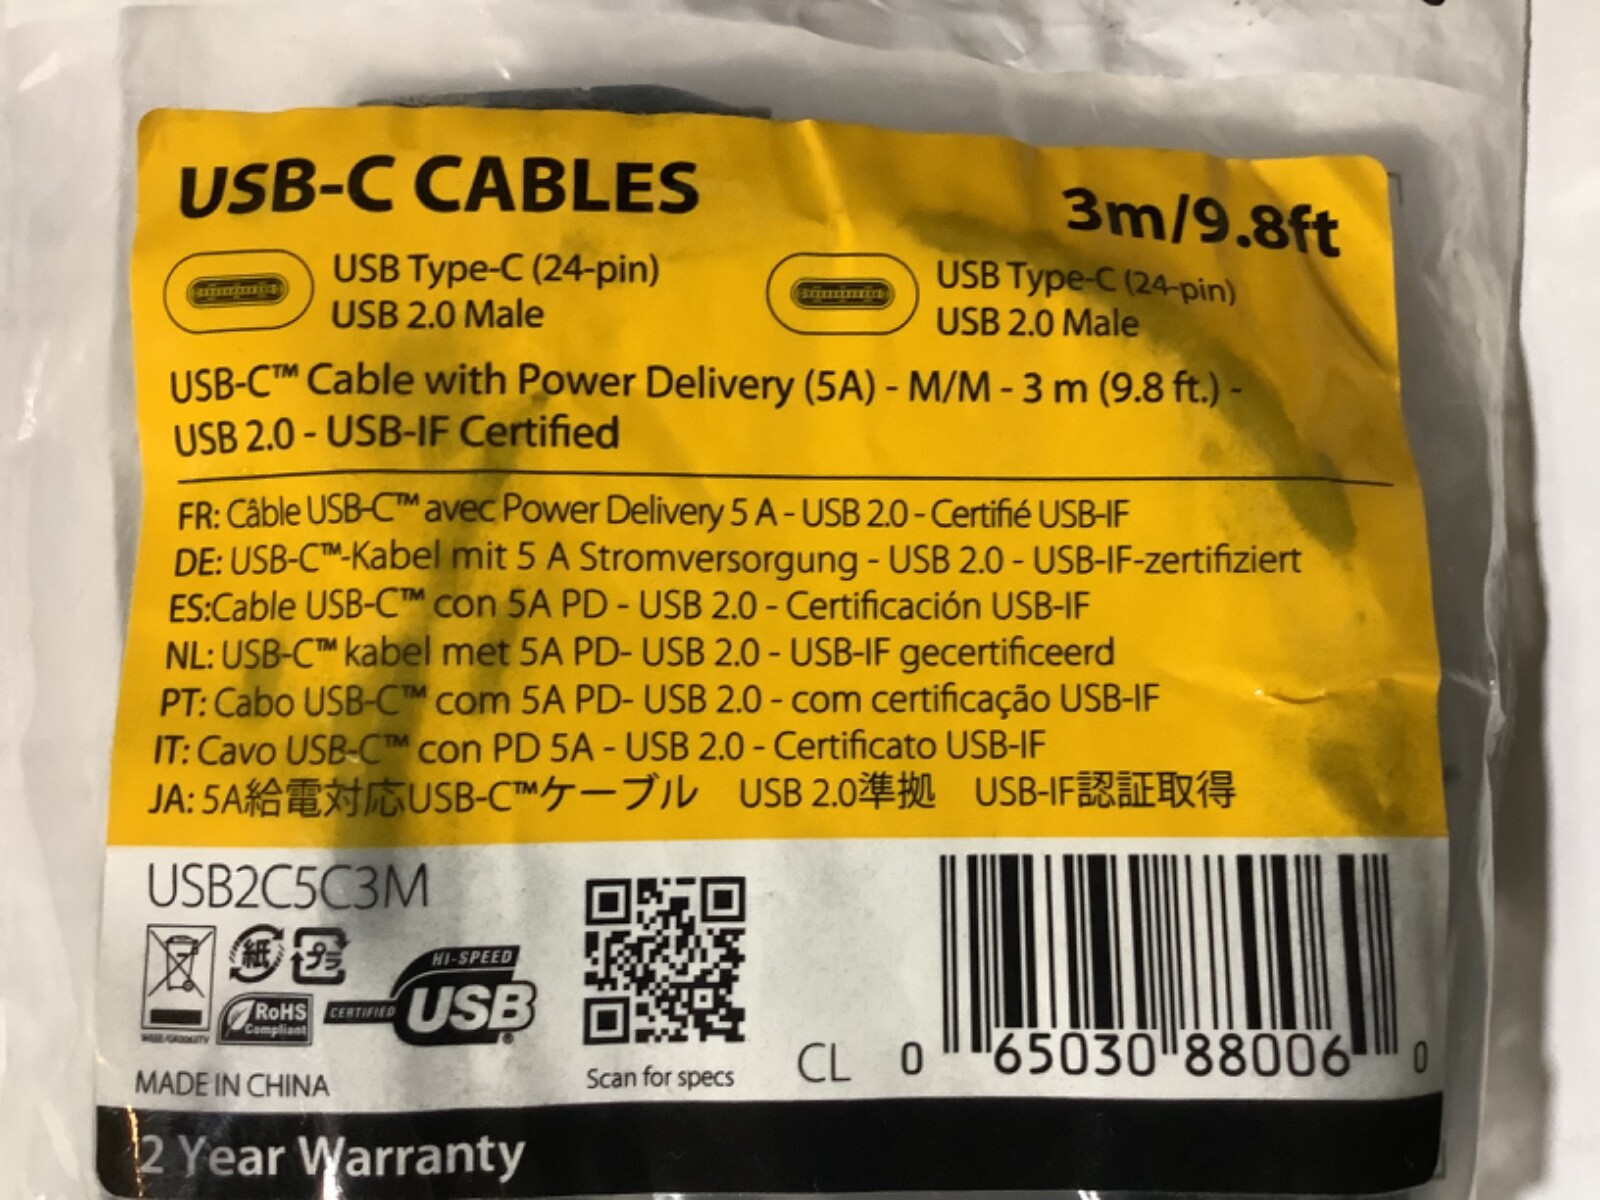 USB-C CABLES
3m/9.8ft
USB Type-C (24-pin)
USB 2.0 Male
USB Type-C (24-pin)
USB 2.0 Male
USB-C™ Cable with Power Delivery (5A) - M/M - 3 m (9.8 ft.) -
USB 2.0 - USB-IF Certified
FR: Câble USB-C™ avec Power Delivery 5 A - USB 2.0 - Certifié USB-IF
DE: USB-C™-Kabel mit 5 A Stromversorgung - USB 2.0 - USB-IF-zertifiziert
ES:Cable USB-C™ con 5A PD - USB 2.0 - Certificación USB-IF
NL: USB-C™ kabel met 5A PD- USB 2.0 - USB-IF gecertificeerd
PT: Cabo USB-C™ com 5A PD- USB 2.0 - com certificação USB-IF
IT: Cavo USB-C™ con PD 5A - USB 2.0 - Certificato USB-IF
JA: 5A給電対応USB-C™ケーブル USB 2.0準拠 USB-IF認証取得
USB2C5C3M
紙 プラ
RoHS
Compliant
HI-SPEED
CERTIFIED USB®
Scan for specs
CL
0 65030 88006 0
MADE IN CHINA
2 Year Warranty